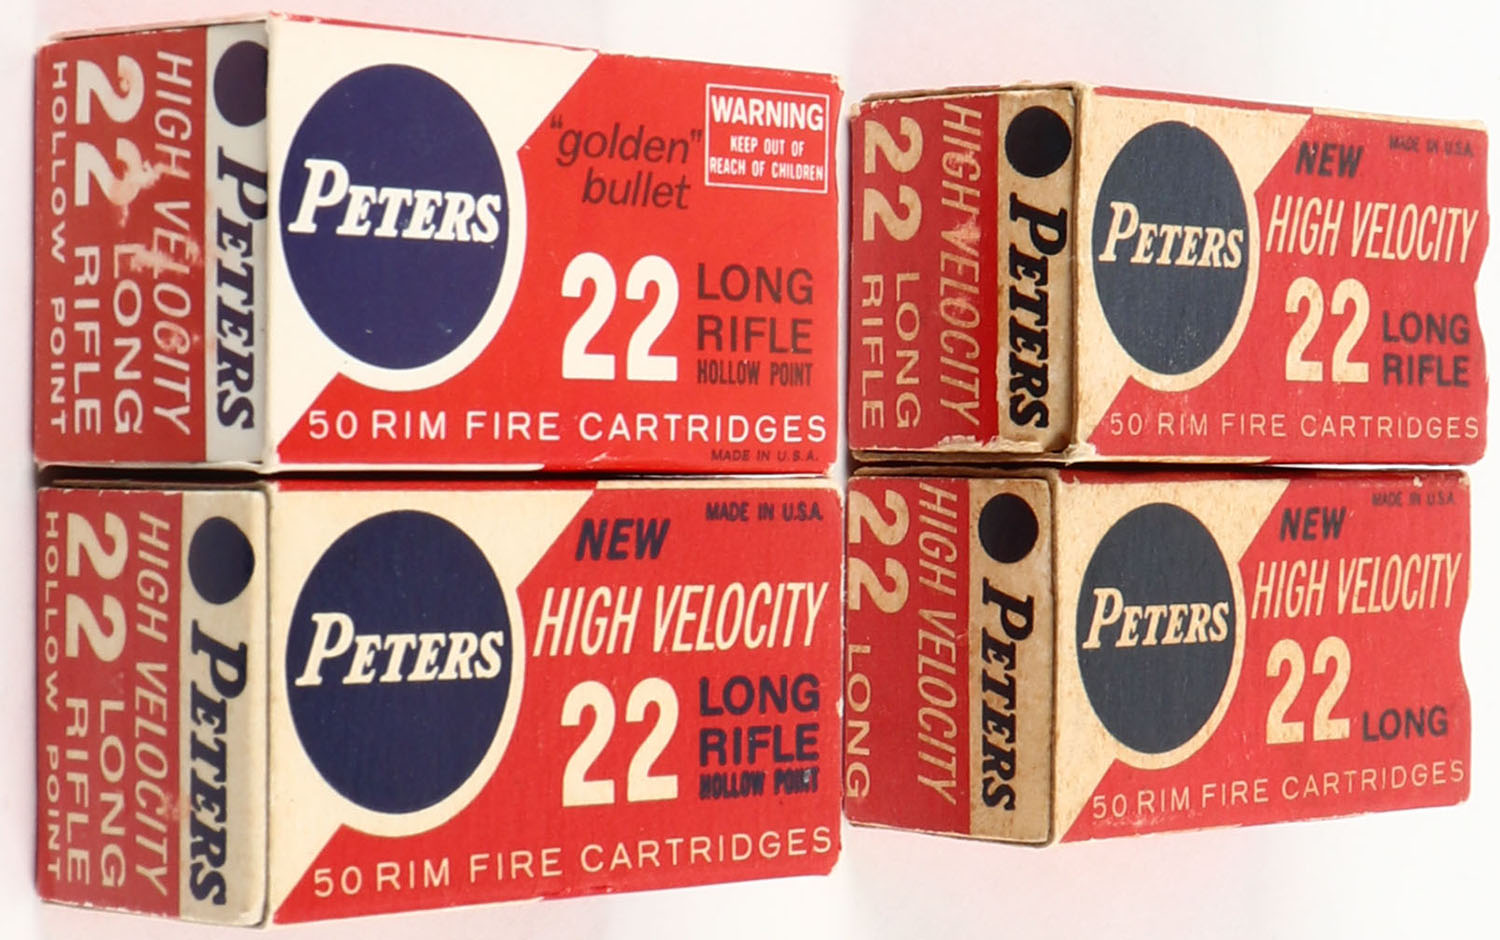 HIGH VELOCITY
22 LONG
RIFLE
HOLLOW POINT
PETERS
PETERS
"golden"
bullet
WARNING
KEEP OUT OF
REACH OF CHILDREN
22 LONG
RIFLE
HOLLOW POINT
50 RIM FIRE CARTRIDGES
MADE IN U.S.A.
HIGH VELOCITY
22 LONG
RIFLE
PETERS
PETERS
MADE IN U.S.A.
NEW
HIGH VELOCITY
22 LONG
RIFLE
50 RIM FIRE CARTRIDGES
HIGH VELOCITY
22 LONG
RIFLE
HOLLOW POINT
PETERS
PETERS
MADE IN U.S.A.
NEW
HIGH VELOCITY
22 LONG
RIFLE
HOLLOW POINT
50 RIM FIRE CARTRIDGES
HIGH VELOCITY
22 LONG
PETERS
PETERS
MADE IN U.S.A.
NEW
HIGH VELOCITY
22 LONG
50 RIM FIRE CARTRIDGES